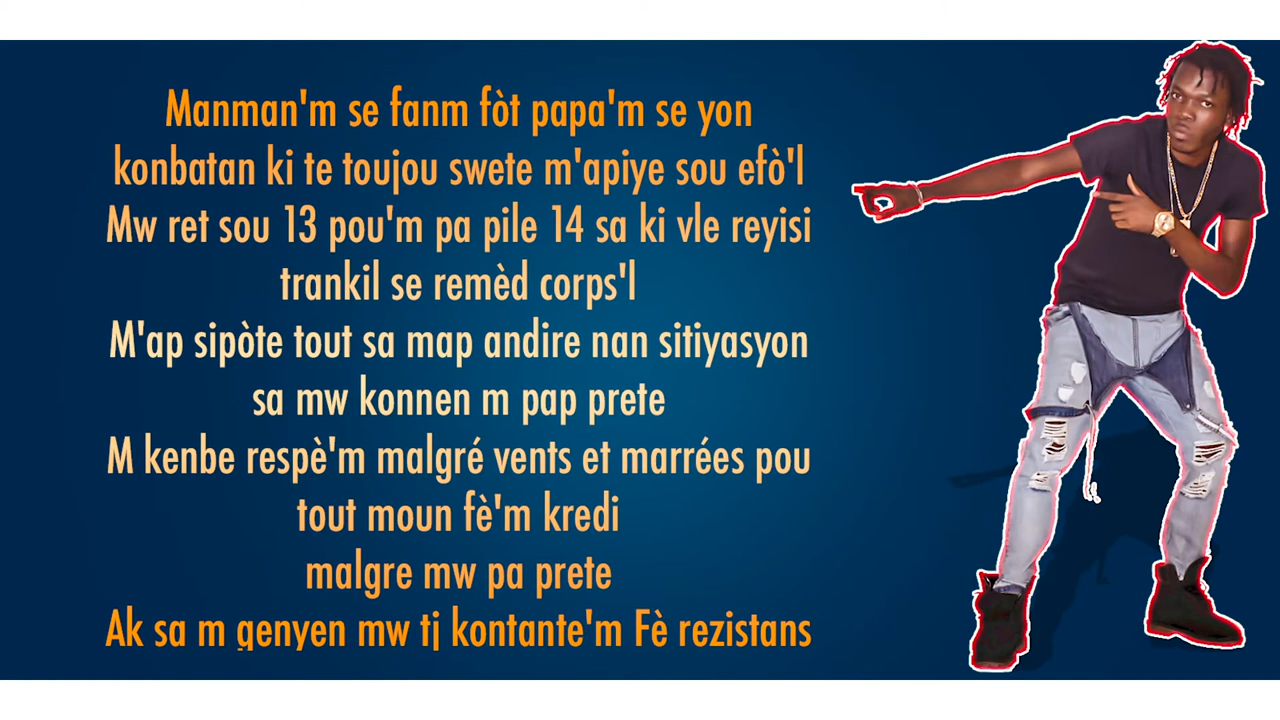 Manman'm se fanm fòt papa'm se yon
konbatan ki te toujou swete m'apiye sou efò'l
Mw ret sou 13 pou'm pa pile 14 sa ki vle reyisi
trankil se remèd corps'l
M'ap sipòte tout sa map andire nan sitiyasyon
sa mw konnen m pap prete
M kenbe respè'm malgré vents et marrées pou
tout moun fè'm kredi
malgre mw pa prete
Ak sa m genyen mw tj kontante'm Fè rezistans